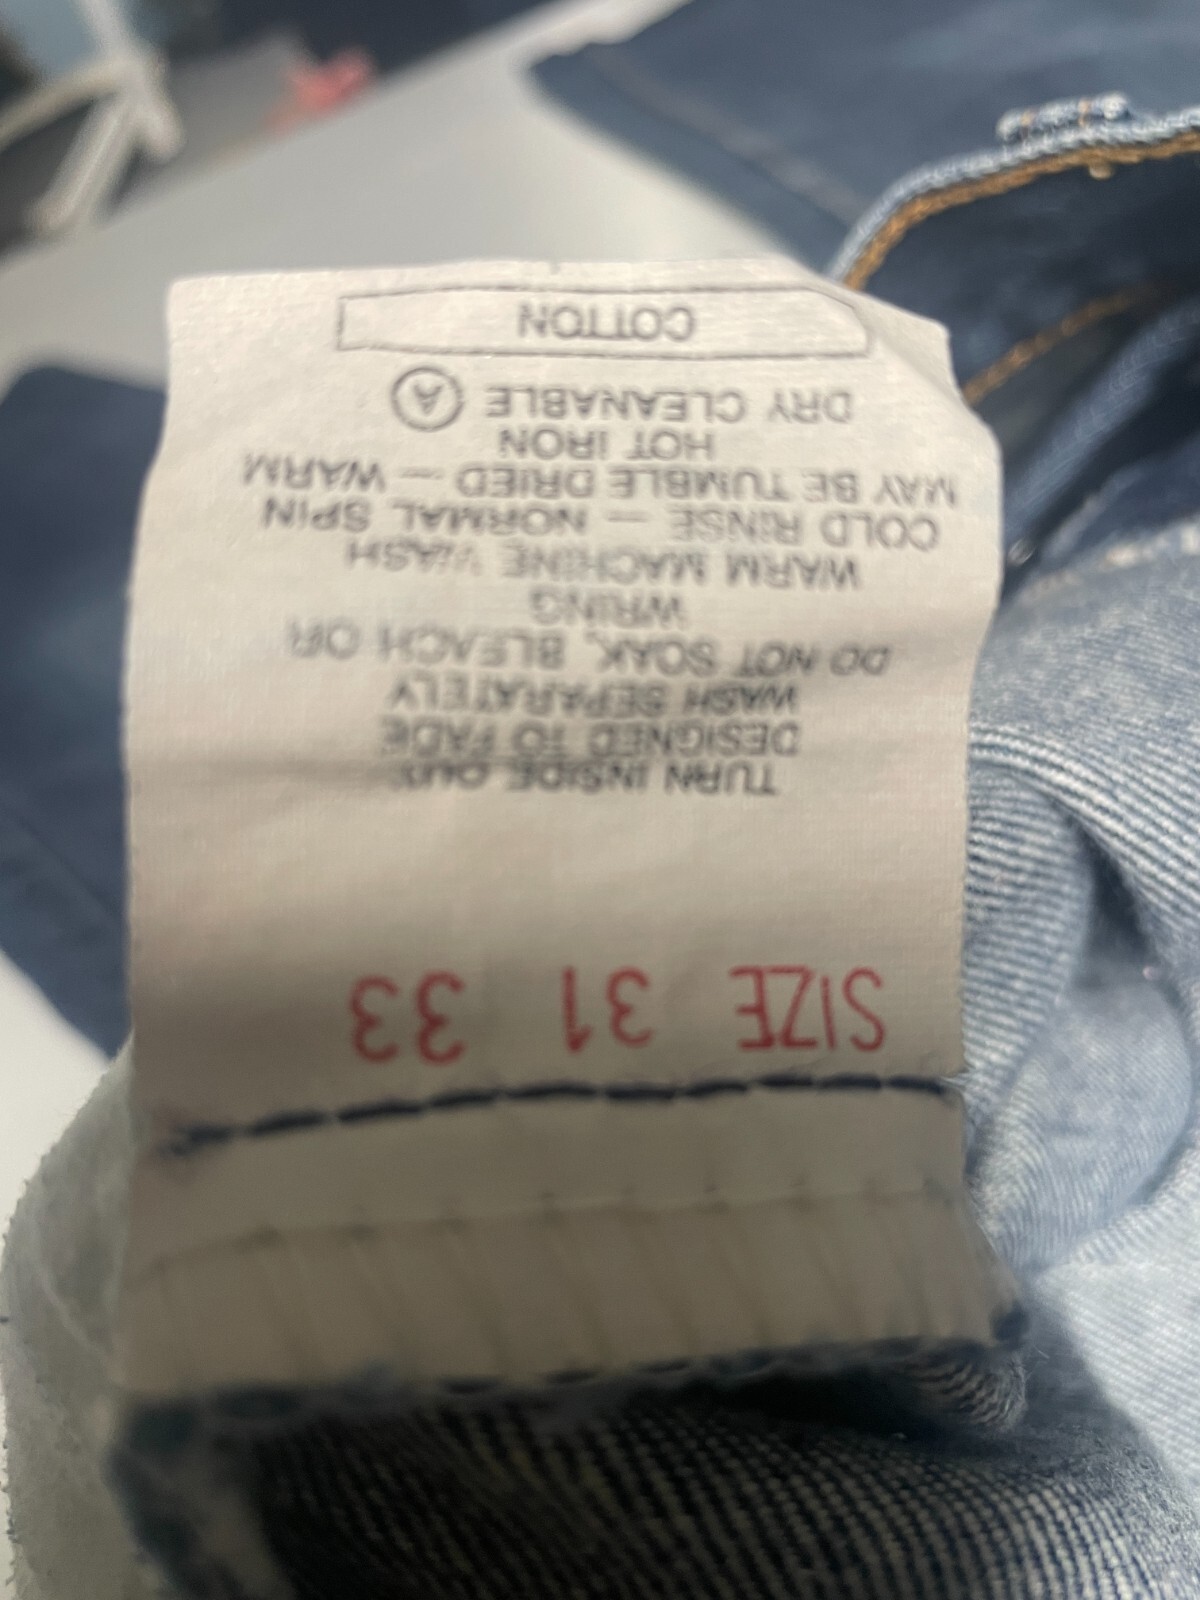 SIZE 31 33
TURN INSIDE OUT
DESIGNED TO FADE
WASH SEPARATELY
DO NOT SOAK, BLEACH OR
WRING
WARM MACHINE WASH
COLD RINSE — NORMAL SPIN
MAY BE TUMBLE DRIED — WARM
HOT IRON
DRY CLEANABLE Ⓐ
COTTON